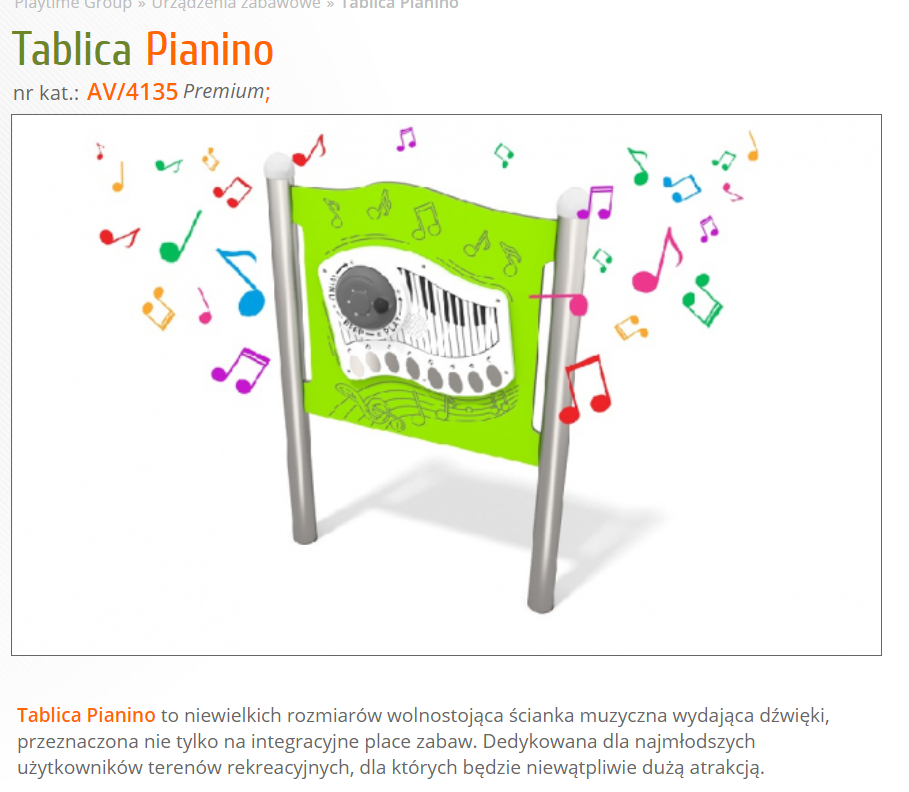 Playtime Group » Urządzenia zabawowe » Tablica Pianino
Tablica Pianino
nr kat.: AV/4135 Premium;
Tablica Pianino to niewielkich rozmiarów wolnostojąca ścianka muzyczna wydająca dźwięki,
przeznaczona nie tylko na integracyjne place zabaw. Dedykowana dla najmłodszych
użytkowników terenów rekreacyjnych, dla których będzie niewątpliwie dużą atrakcją.